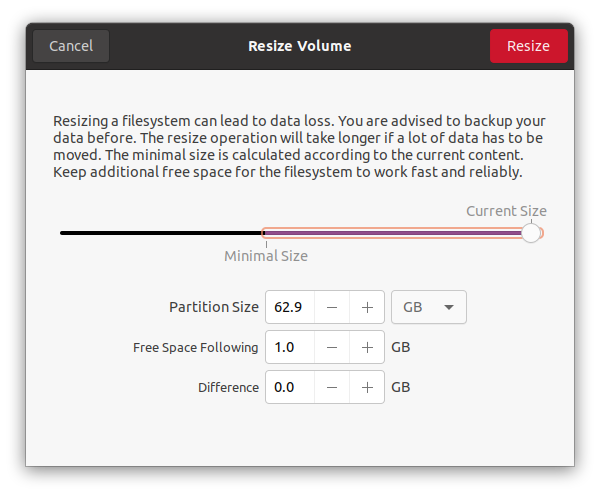 Cancel
Resize Volume
Resize
Resizing a filesystem can lead to data loss. You are advised to backup your
data before. The resize operation will take longer if a lot of data has to be
moved. The minimal size is calculated according to the current content.
Keep additional free space for the filesystem to work fast and reliably.
Current Size
Minimal Size
Partition Size 62.9 − + GB
Free Space Following 1.0 − + GB
Difference 0.0 − + GB